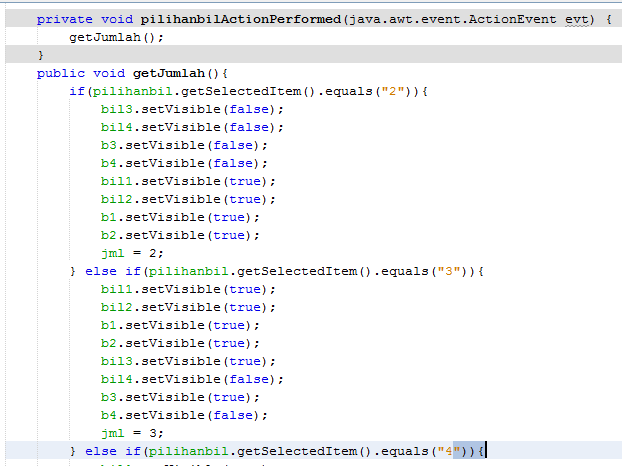 private void pilihanbilActionPerformed(java.awt.event.ActionEvent evt) {
getJumlah();
}
public void getJumlah(){
if(pilihanbil.getSelectedItem().equals("2")){
bil3.setVisible(false);
bil4.setVisible(false);
b3.setVisible(false);
b4.setVisible(false);
bil1.setVisible(true);
bil2.setVisible(true);
b1.setVisible(true);
b2.setVisible(true);
jml = 2;
} else if(pilihanbil.getSelectedItem().equals("3")){
bil1.setVisible(true);
bil2.setVisible(true);
b1.setVisible(true);
b2.setVisible(true);
bil3.setVisible(true);
bil4.setVisible(false);
b3.setVisible(true);
b4.setVisible(false);
jml = 3;
} else if(pilihanbil.getSelectedItem().equals("4")){